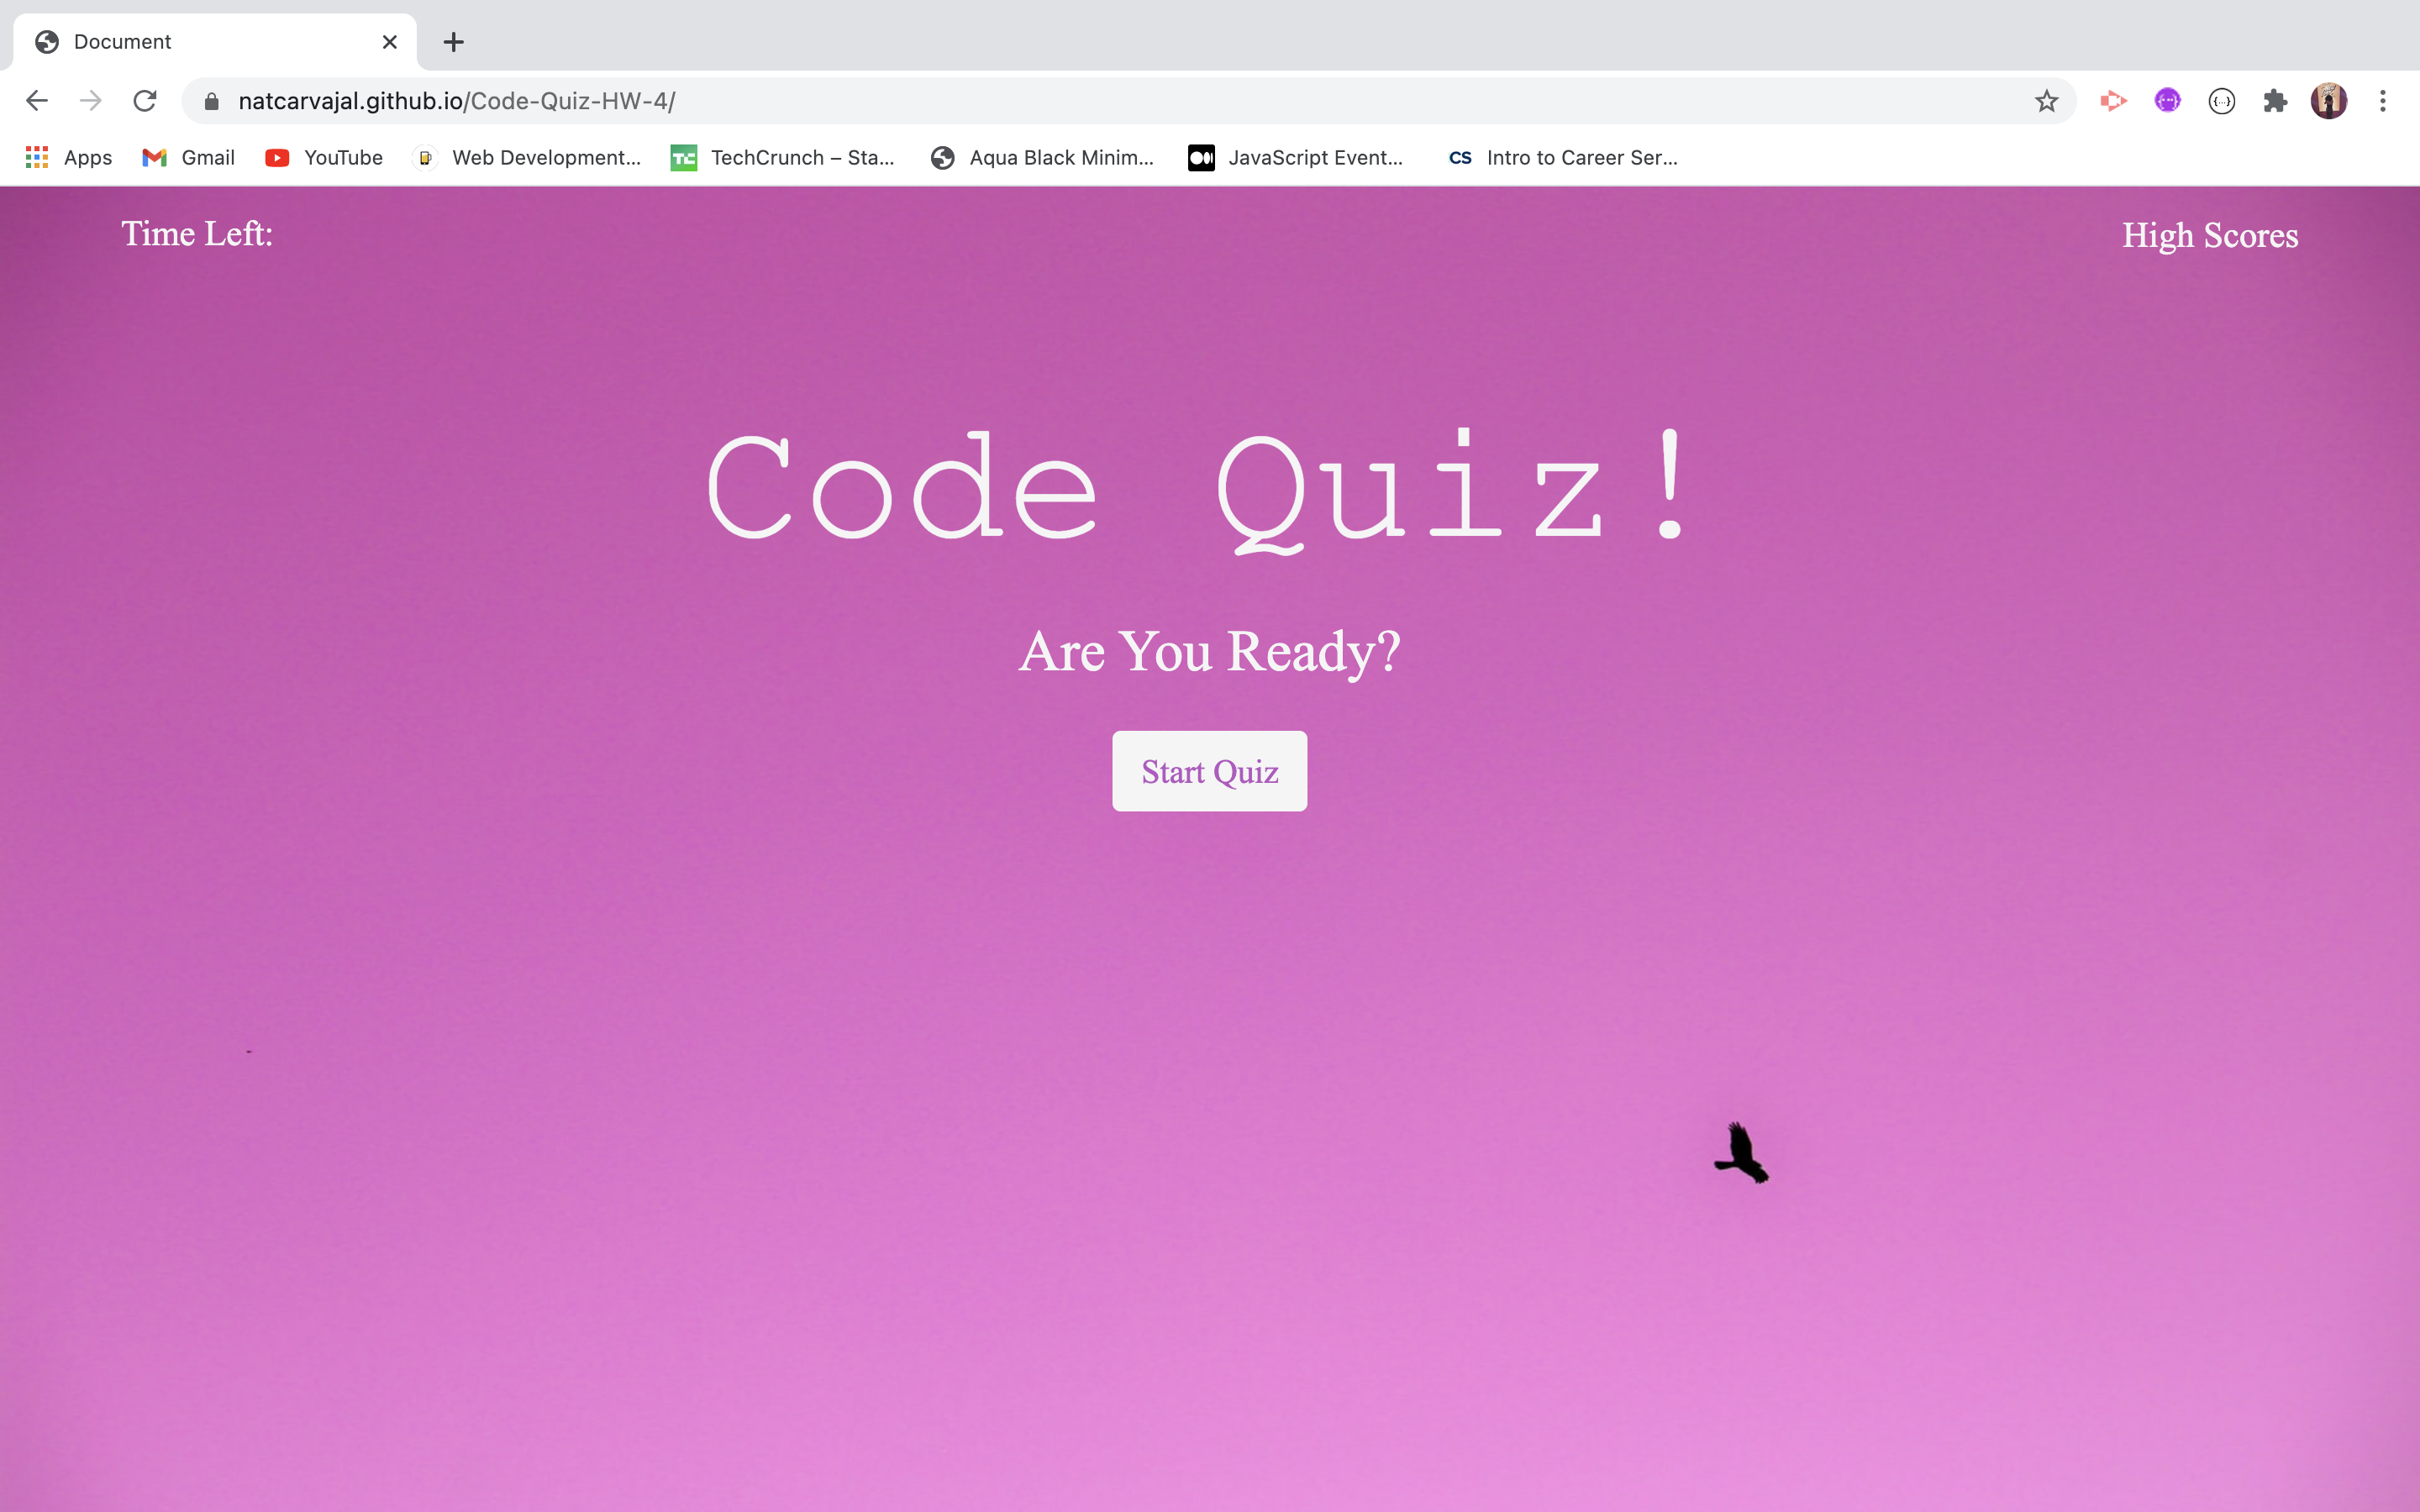 Document
natcarvajal.github.io/Code-Quiz-HW-4/
Apps Gmail YouTube Web Development... TC TechCrunch – Sta... Aqua Black Minim... JavaScript Event... CS Intro to Career Ser...
Time Left: High Scores
Code Quiz!
Are You Ready?
Start Quiz